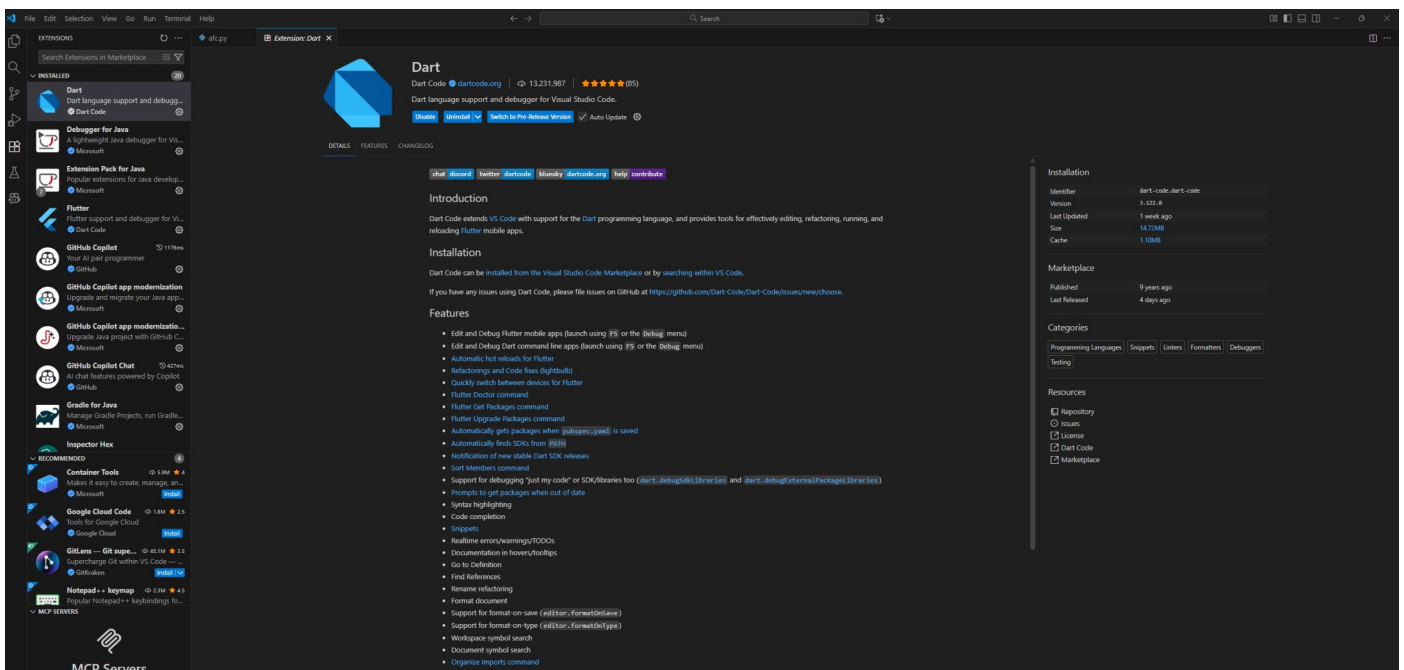 File Edit Selection View Go Run Terminal Help
Search
EXTENSIONS
Search Extensions in Marketplace
INSTALLED 20
Dart
Dart language support and debugg...
Dart Code
Debugger for Java
A lightweight Java debugger for Vis...
Microsoft
Extension Pack for Java
Popular extensions for Java develop...
Microsoft
Flutter
Flutter support and debugger for Vi...
Dart Code
GitHub Copilot 1176ms
Your AI pair programmer
GitHub
GitHub Copilot app modernization
Upgrade and migrate your Java app...
Microsoft
GitHub Copilot app modernizatio...
Upgrade Java project with GitHub C...
Microsoft
GitHub Copilot Chat 427ms
AI chat features powered by Copilot
GitHub
Gradle for Java
Manage Gradle Projects, run Gradle...
Microsoft
Inspector Hex
RECOMMENDED 4
Container Tools 5.9M 4
Makes it easy to create, manage, an...
Microsoft Install
Google Cloud Code 1.8M 2.5
Tools for Google Cloud
Google Cloud Install
GitLens — Git supe... 45.1M 3.5
Supercharge Git within VS Code — ...
GitKraken Install
Notepad++ keymap 2.3M 4.5
Popular Notepad++ keybindings fo...
MCP SERVERS
MCP Servers
afc.py
Extension: Dart
Dart
Dart Code dartcode.org 13,231,987 (85)
Dart language support and debugger for Visual Studio Code.
Disable Uninstall Switch to Pre-Release Version Auto Update
DETAILS FEATURES CHANGELOG
chat discord twitter dartcode bluesky dartcode.org help contribute
Introduction
Dart Code extends VS Code with support for the Dart programming language, and provides tools for effectively editing, refactoring, running, and
reloading Flutter mobile apps.
Installation
Dart Code can be installed from the Visual Studio Code Marketplace or by searching within VS Code.
If you have any issues using Dart Code, please file issues on GitHub at https://github.com/Dart-Code/Dart-Code/issues/new/choose.
Features
• Edit and Debug Flutter mobile apps (launch using F5 or the Debug menu)
• Edit and Debug Dart command line apps (launch using F5 or the Debug menu)
• Automatic hot reloads for Flutter
• Refactorings and Code fixes (lightbulb)
• Quickly switch between devices for Flutter
• Flutter Doctor command
• Flutter Get Packages command
• Flutter Upgrade Packages command
• Automatically gets packages when pubspec.yaml is saved
• Automatically finds SDKs from PATH
• Notification of new stable Dart SDK releases
• Sort Members command
• Support for debugging "just my code" or SDK/libraries too (dart.debugSdkLibraries and dart.debugExternalPackageLibraries)
• Prompts to get packages when out of date
• Syntax highlighting
• Code completion
• Snippets
• Realtime errors/warnings/TODOs
• Documentation in hovers/tooltips
• Go to Definition
• Find References
• Rename refactoring
• Format document
• Support for format-on-save (editor.formatOnSave)
• Support for format-on-type (editor.formatOnType)
• Workspace symbol search
• Document symbol search
• Organize Imports command
Installation
Identifier dart-code.dart-code
Version 3.122.0
Last Updated 1 week ago
Size 14.72MB
Cache 1.10MB
Marketplace
Published 9 years ago
Last Released 4 days ago
Categories
Programming Languages Snippets Linters Formatters Debuggers
Testing
Resources
Repository
Issues
License
Dart Code
Marketplace